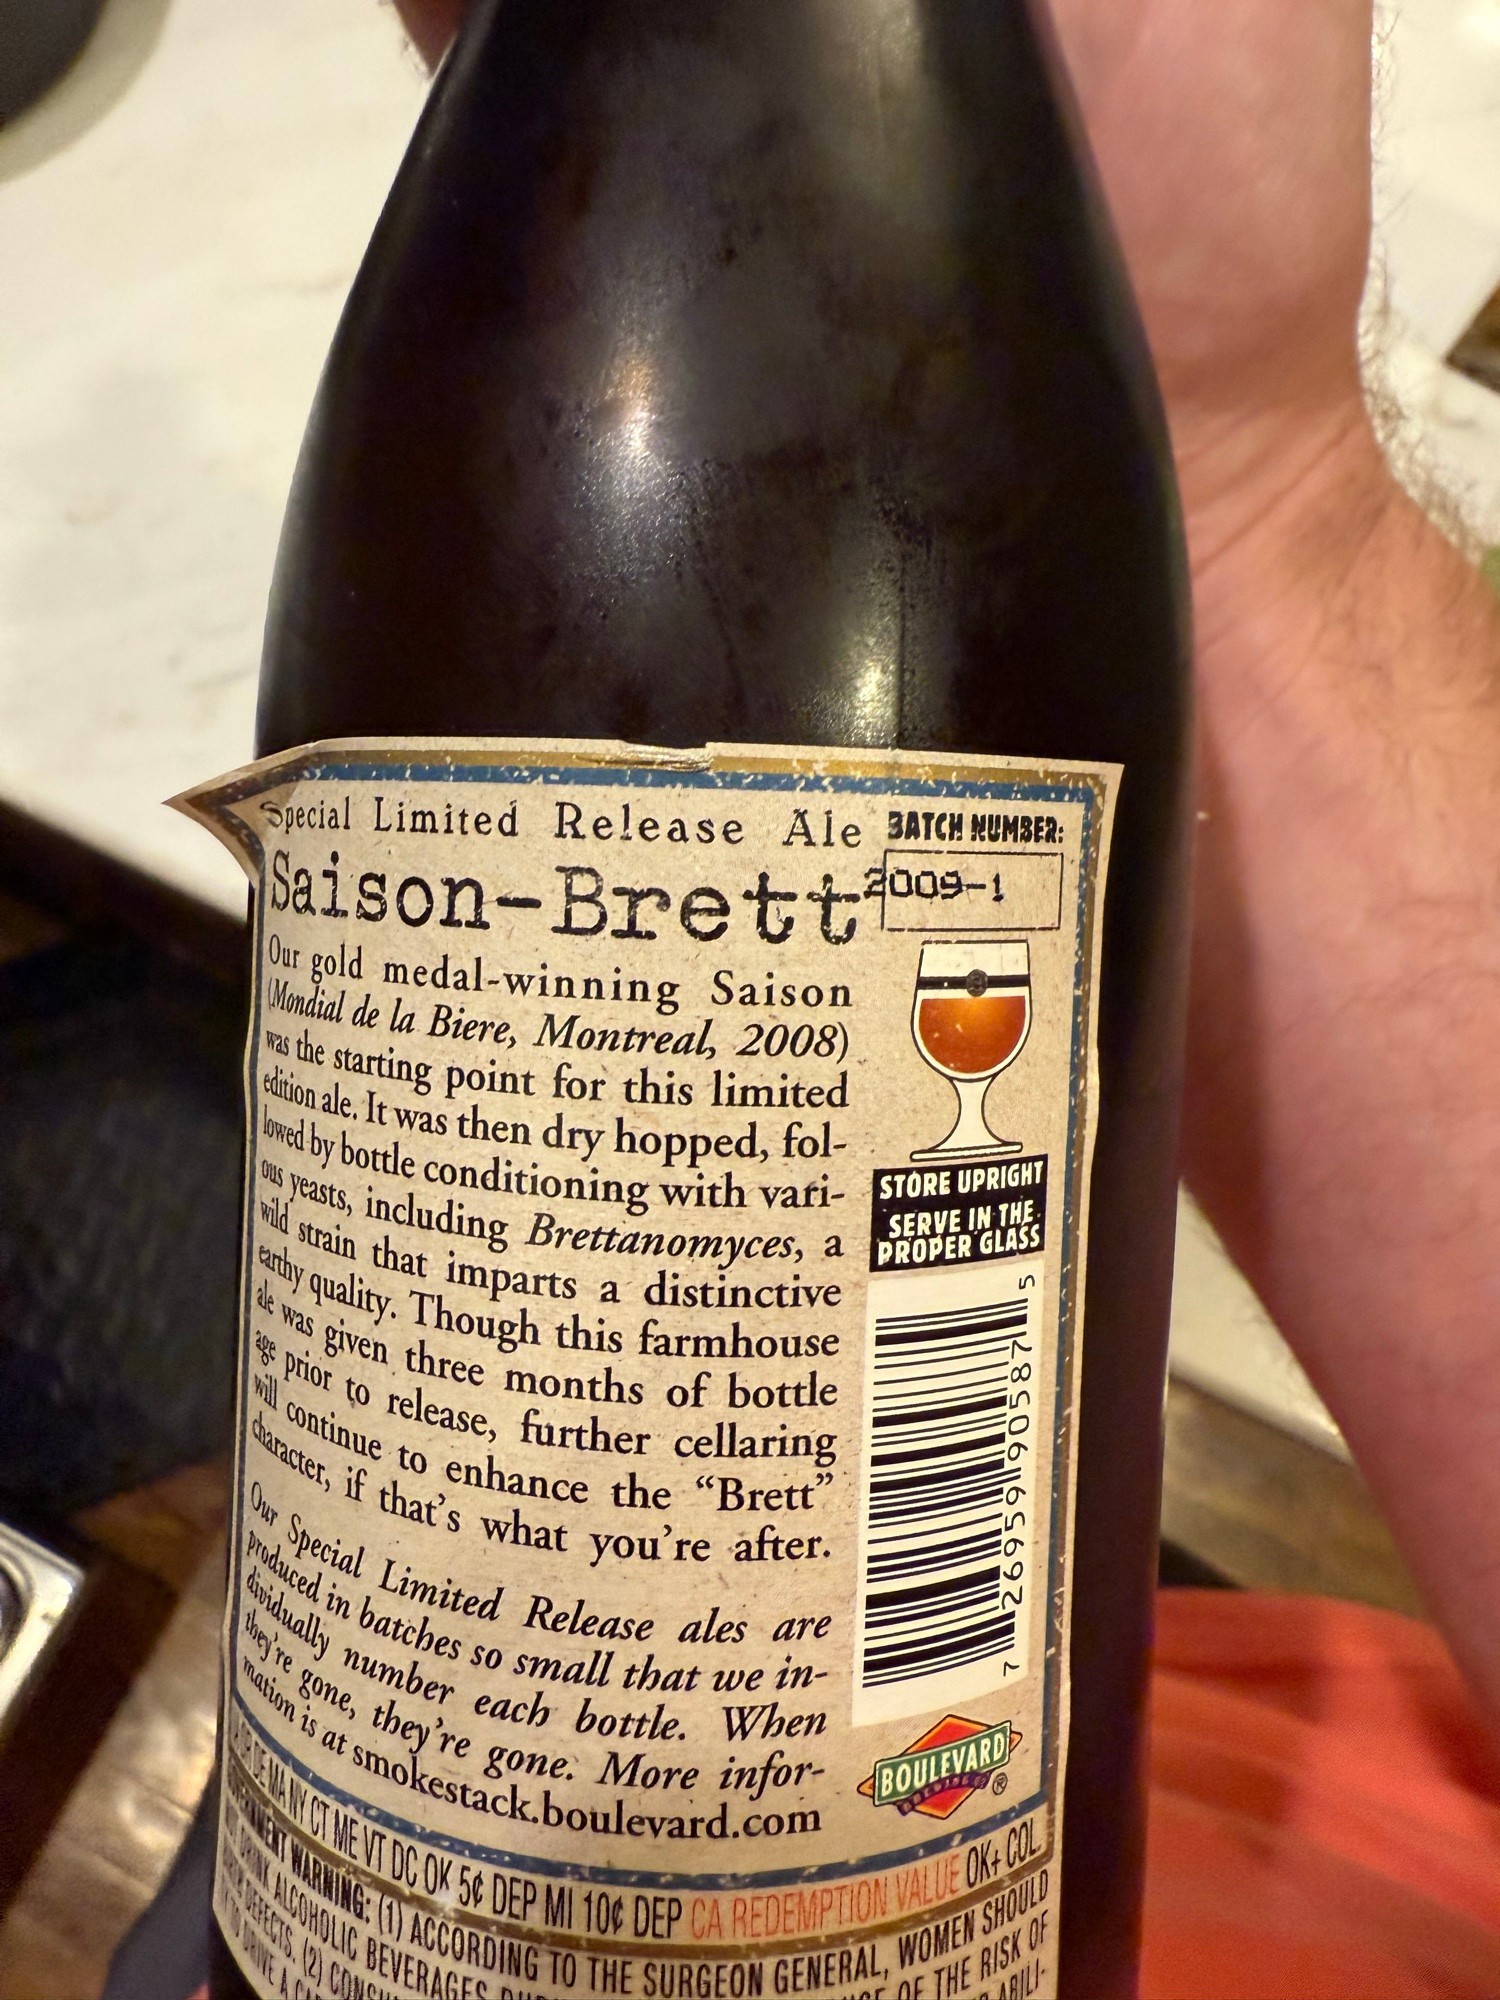 Special Limited Release Ale
Saison-Brett
BATCH NUMBER:
2009-1
Our gold medal-winning Saison
(Mondial de la Biere, Montreal, 2008)
was the starting point for this limited
edition ale. It was then dry hopped, fol-
lowed by bottle conditioning with vari-
ous yeasts, including Brettanomyces, a
wild strain that imparts a distinctive
earthy quality. Though this farmhouse
ale was given three months of bottle
age prior to release, further cellaring
will continue to enhance the “Brett”
character, if that's what you're after.
Our Special Limited Release ales are
produced in batches so small that we in-
dividually number each bottle. When
they're gone, they're gone. More infor-
mation is at smokestack.boulevard.com
STORE UPRIGHT
SERVE IN THE
PROPER GLASS
7 26959 90587 5
BOULEVARD
BREWING CO
®
OR DE MA NY CT ME VT DC OK 5¢ DEP MI 10¢ DEP CA REDEMPTION VALUE OK+ COL.
GOVERNMENT WARNING: (1) ACCORDING TO THE SURGEON GENERAL, WOMEN SHOULD
NOT DRINK ALCOHOLIC BEVERAGES OF THE RISK OF
DEFECTS. (2) ABILI-
TO DRIVE A